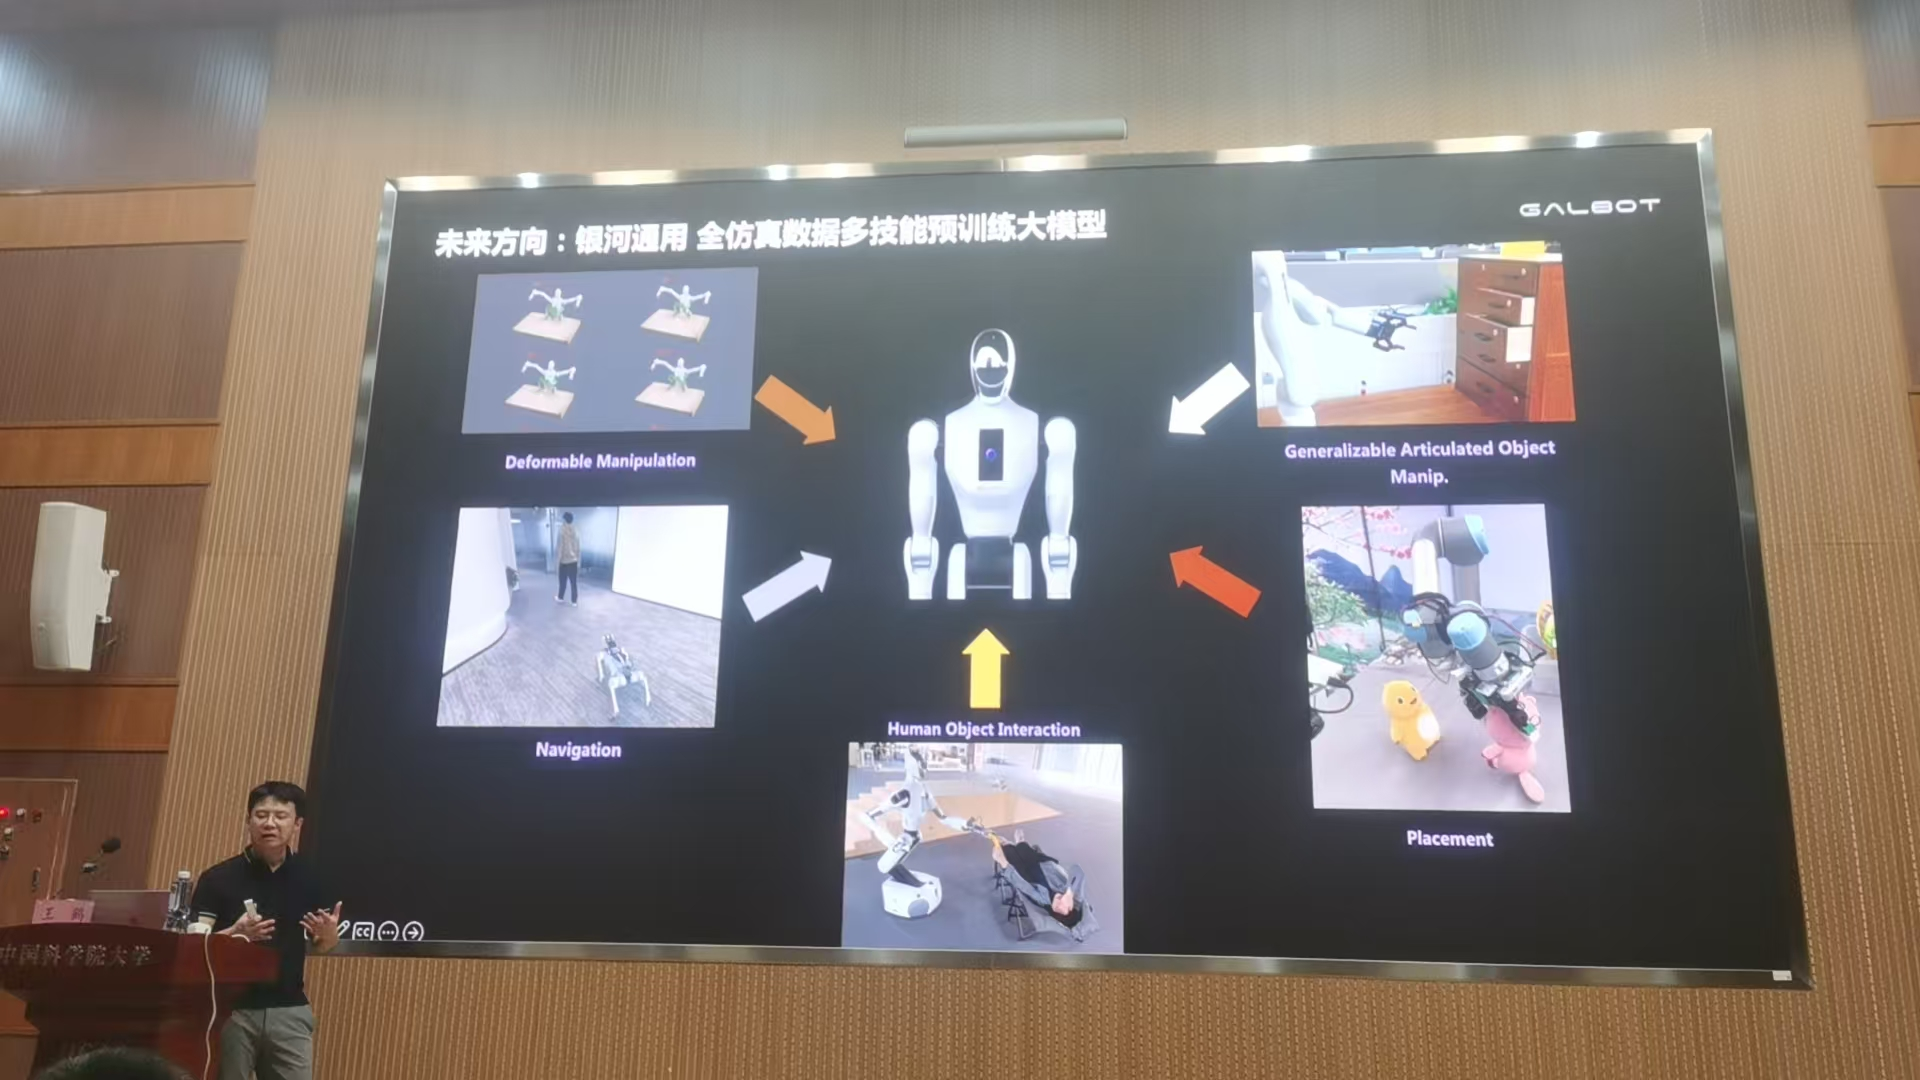 GALBOT
未来方向：银河通用 全仿真数据多技能预训练大模型
Deformable Manipulation
Generalizable Articulated Object
Manip.
Navigation
Human Object Interaction
Placement
CC
王 鹤
中国科学院大学